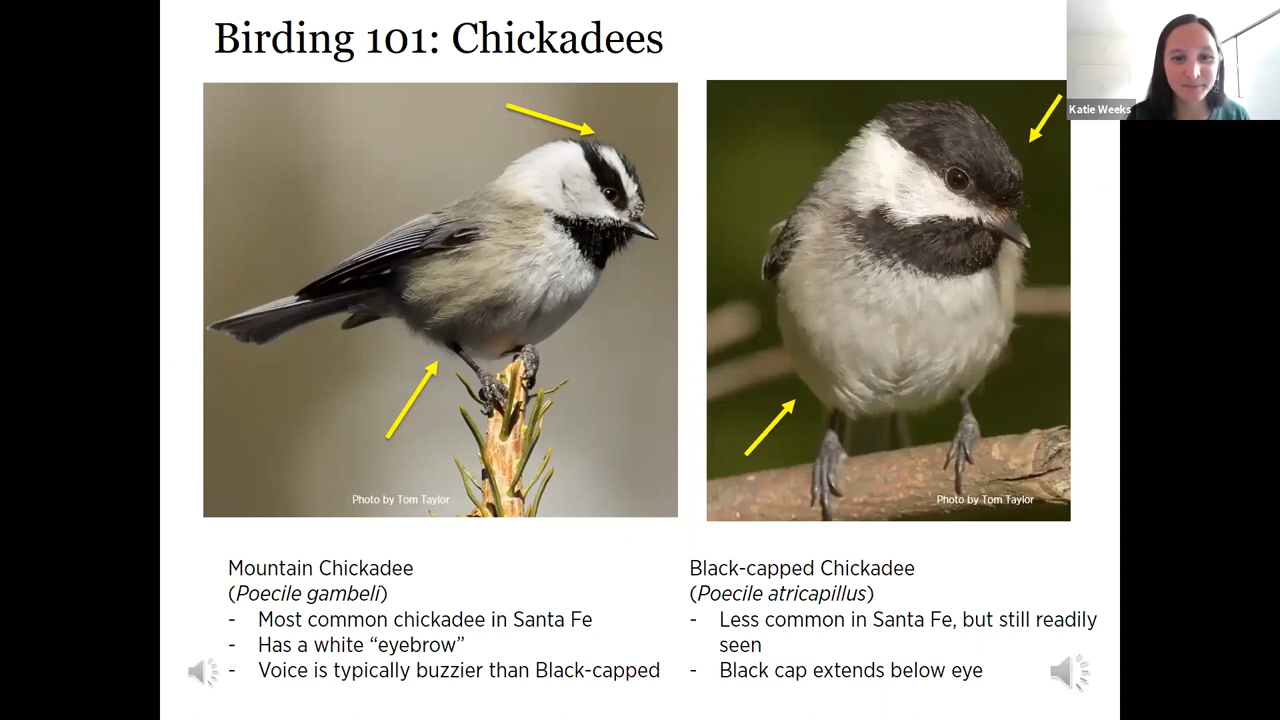 Birding 101: Chickadees
Katie Weeks
Photo by Tom Taylor
Photo by Tom Taylor
Mountain Chickadee
(Poecile gambeli)
- Most common chickadee in Santa Fe
- Has a white “eyebrow”
- Voice is typically buzzier than Black-capped
Black-capped Chickadee
(Poecile atricapillus)
- Less common in Santa Fe, but still readily
seen
- Black cap extends below eye